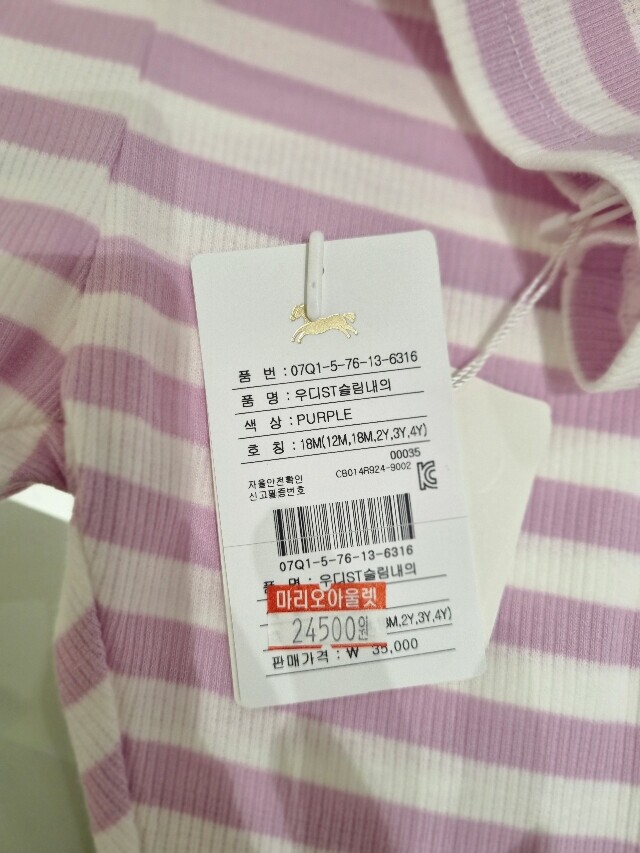 품 번 : 07Q1-5-76-13-6316
품 명 : 우디ST슬림내의
색 상 : PURPLE
호 칭 : 18M(12M,18M,2Y,3Y,4Y)
00035
자율안전확인 CB014R924-9002
신고필증번호
07Q1-5-76-13-6316
품 명 : 우디ST슬림내의
마리오아울렛
24500원 ,2Y,3Y,4Y)
판매가격 : ₩ 35,000